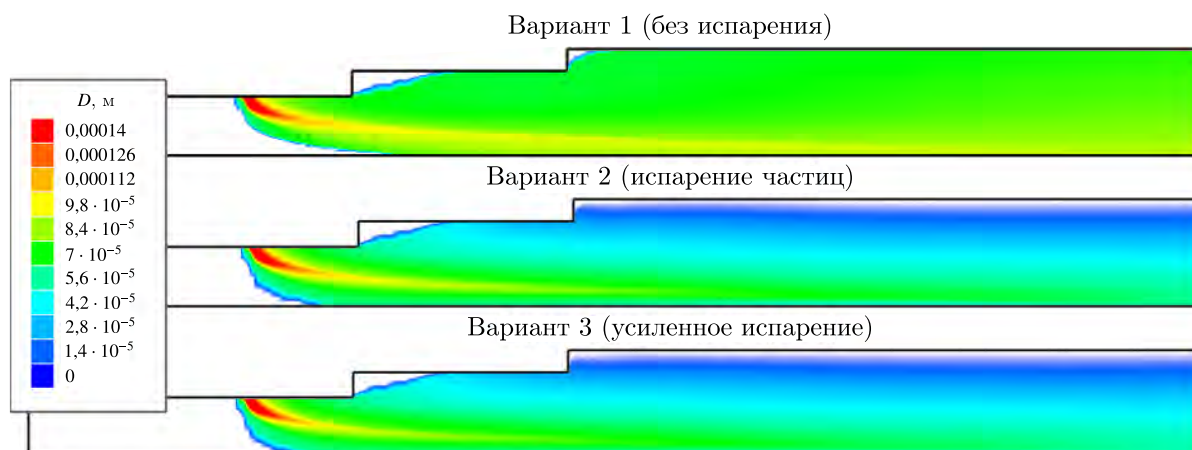 Вариант 1 (без испарения)
D, м
0,00014
0,000126
0,000112
9,8 · 10⁻⁵
8,4 · 10⁻⁵
7 · 10⁻⁵
5,6 · 10⁻⁵
4,2 · 10⁻⁵
2,8 · 10⁻⁵
1,4 · 10⁻⁵
0
Вариант 2 (испарение частиц)
Вариант 3 (усиленное испарение)